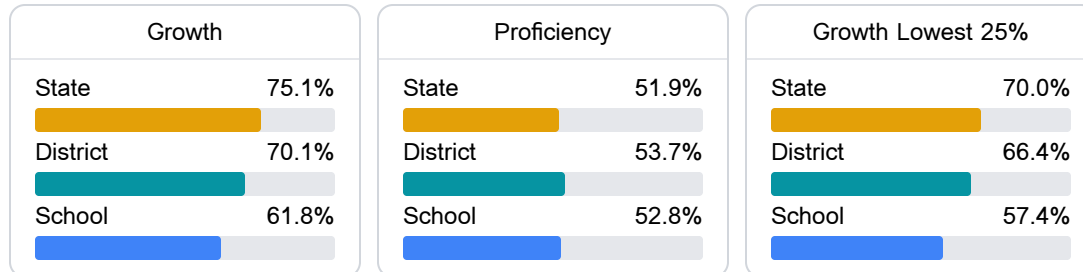 Growth
State 75.1%
District 70.1%
School 61.8%
Proficiency
State 51.9%
District 53.7%
School 52.8%
Growth Lowest 25%
State 70.0%
District 66.4%
School 57.4%